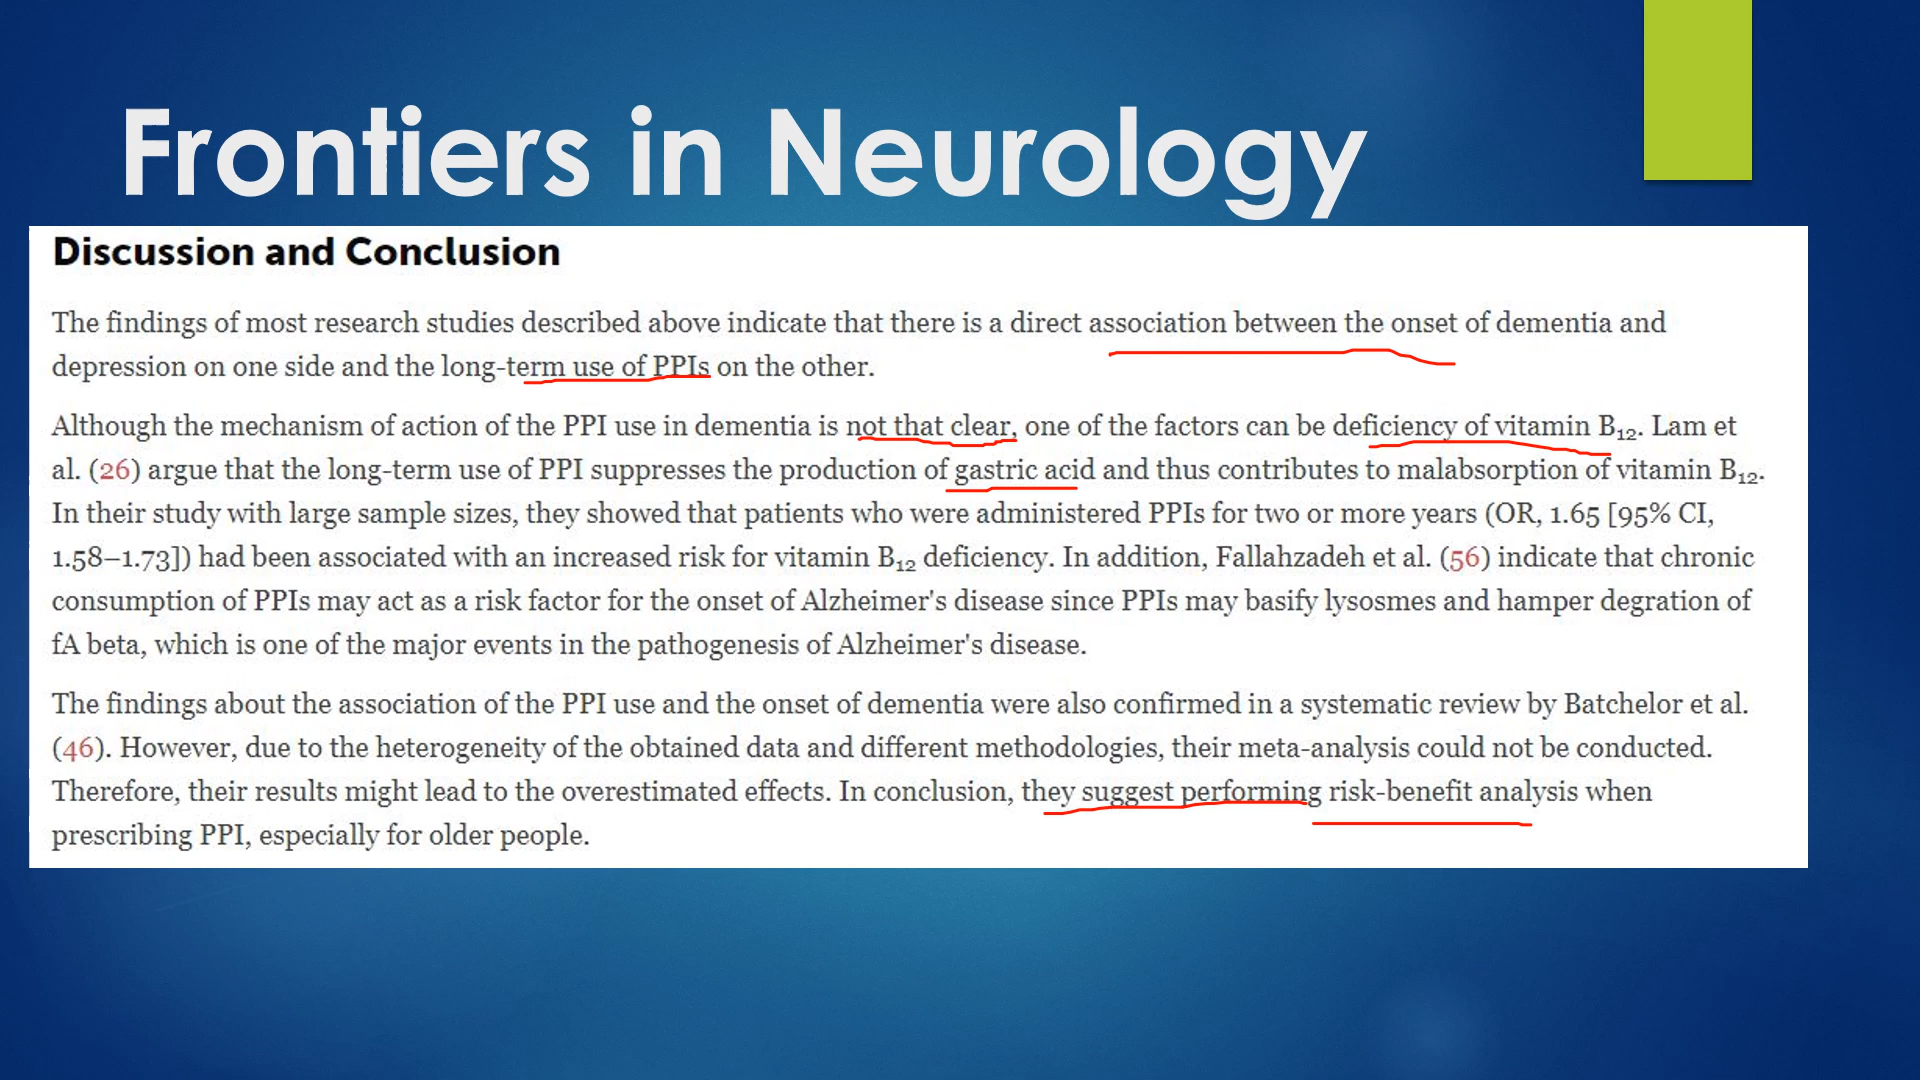 Frontiers in Neurology
Discussion and Conclusion
The findings of most research studies described above indicate that there is a direct association between the onset of dementia and
depression on one side and the long-term use of PPIs on the other.
Although the mechanism of action of the PPI use in dementia is not that clear, one of the factors can be deficiency of vitamin B₁₂. Lam et
al. (26) argue that the long-term use of PPI suppresses the production of gastric acid and thus contributes to malabsorption of vitamin B₁₂.
In their study with large sample sizes, they showed that patients who were administered PPIs for two or more years (OR, 1.65 [95% CI,
1.58–1.73]) had been associated with an increased risk for vitamin B₁₂ deficiency. In addition, Fallahzadeh et al. (56) indicate that chronic
consumption of PPIs may act as a risk factor for the onset of Alzheimer's disease since PPIs may basify lysosmes and hamper degration of
fA beta, which is one of the major events in the pathogenesis of Alzheimer's disease.
The findings about the association of the PPI use and the onset of dementia were also confirmed in a systematic review by Batchelor et al.
(46). However, due to the heterogeneity of the obtained data and different methodologies, their meta-analysis could not be conducted.
Therefore, their results might lead to the overestimated effects. In conclusion, they suggest performing risk-benefit analysis when
prescribing PPI, especially for older people.